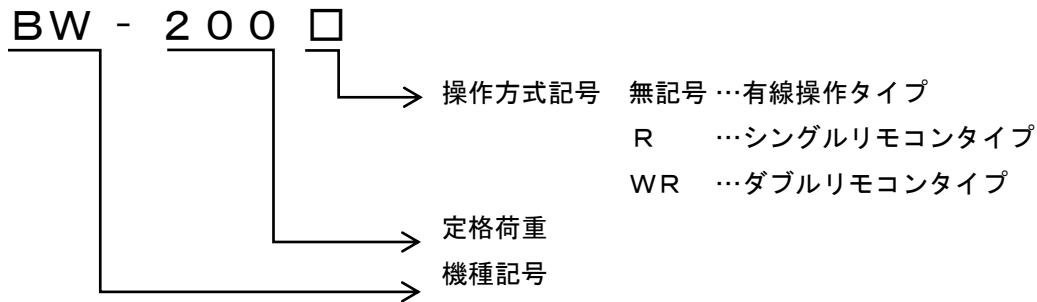 BW-200□
操作方式記号 無記号…有線操作タイプ
R …シングルリモコンタイプ
WR …ダブルリモコンタイプ
定格荷重
機種記号